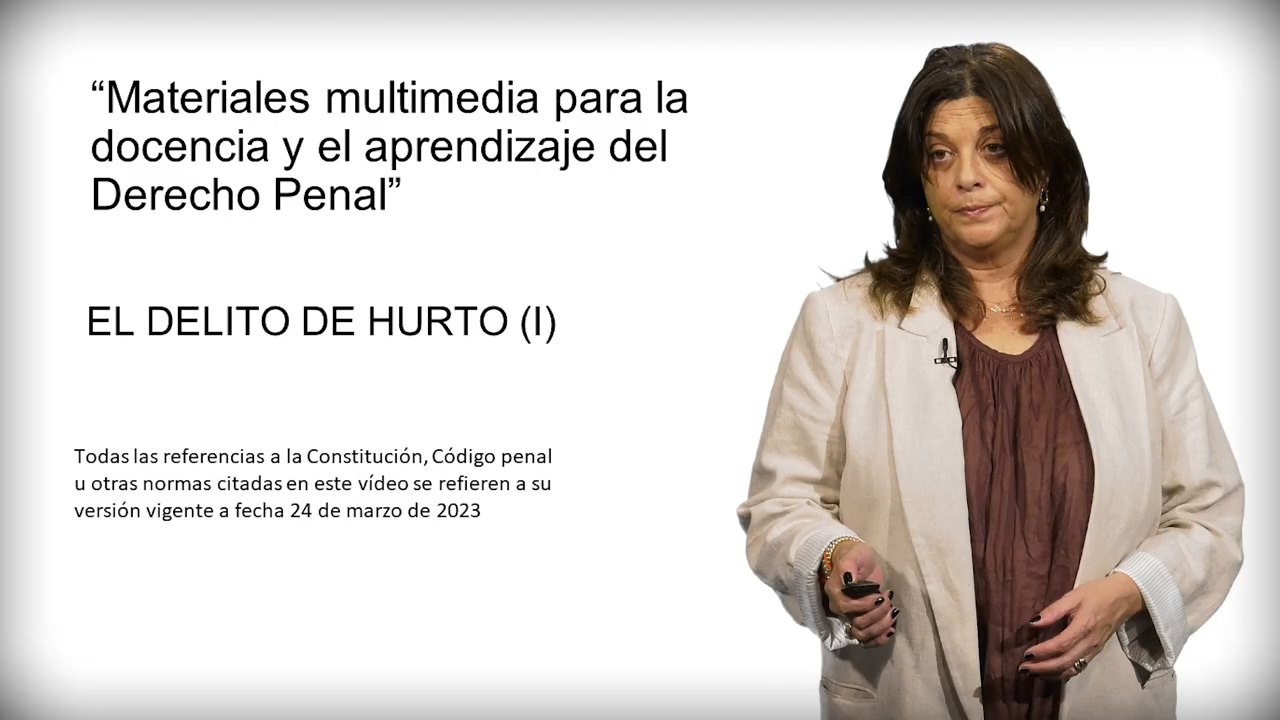 “Materiales multimedia para la
docencia y el aprendizaje del
Derecho Penal”
EL DELITO DE HURTO (I)
Todas las referencias a la Constitución, Código penal
u otras normas citadas en este vídeo se refieren a su
versión vigente a fecha 24 de marzo de 2023